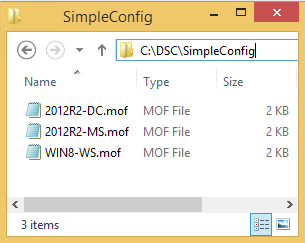 SimpleConfig
C:\DSC\SimpleConfig
Name Type Size
2012R2-DC.mof MOF File 2 KB
2012R2-MS.mof MOF File 2 KB
WIN8-WS.mof MOF File 2 KB
3 items